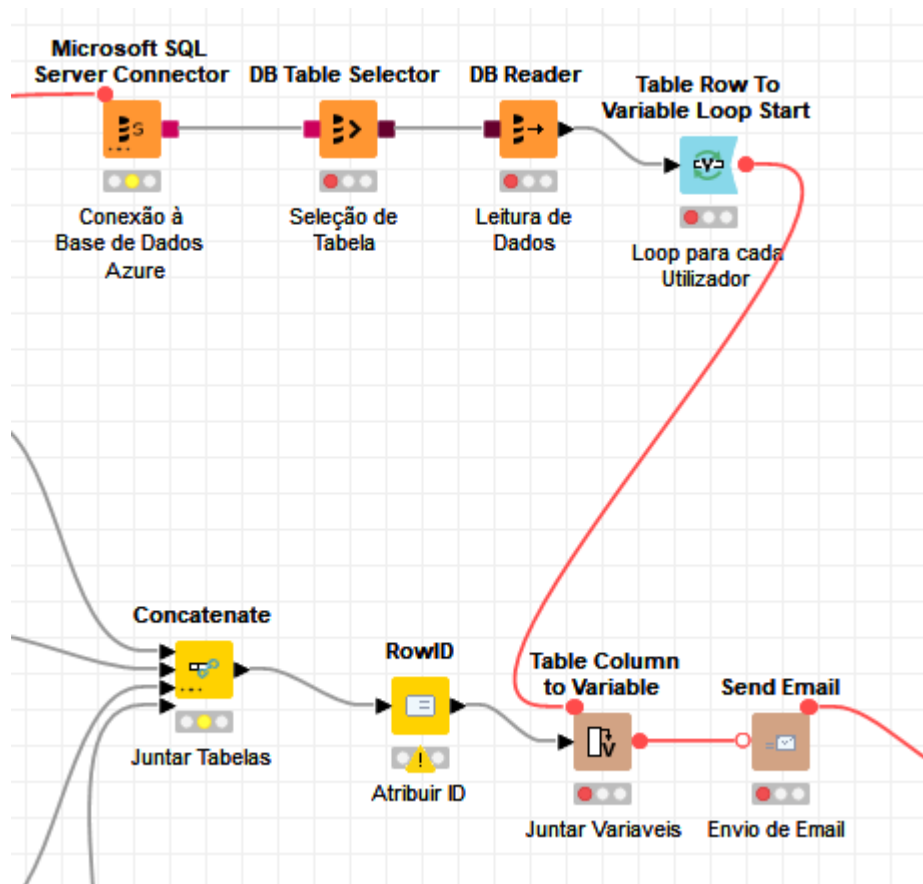 Microsoft SQL
Server Connector
DB Table Selector
DB Reader
Table Row To
Variable Loop Start
Conexão à
Base de Dados
Azure
Seleção de
Tabela
Leitura de
Dados
Loop para cada
Utilizador
Concatenate
RowID
Table Column
to Variable
Send Email
Juntar Tabelas
Atribuir ID
Juntar Variaveis
Envio de Email